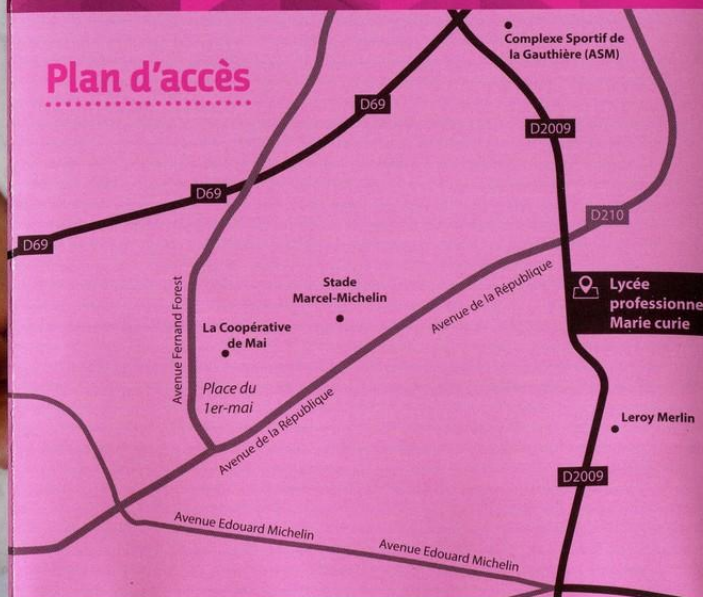 Plan d'accès
Complexe Sportif de
la Gauthière (ASM)
D69
D2009
D69
D210
D69
Avenue Fernand Forest
Stade
Marcel-Michelin
Avenue de la République
Lycée
professionne
Marie curie
La Coopérative
de Mai
Place du
1er-mai
Avenue de la République
Leroy Merlin
D2009
Avenue Edouard Michelin
Avenue Edouard Michelin